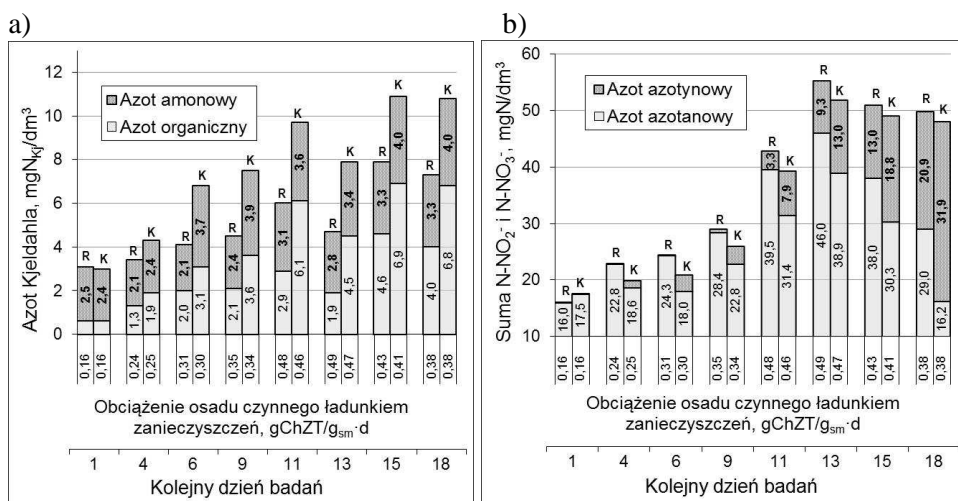 a)
Azot Kjeldahla, mgN_Kj/dm³
12
10
8
6
4
2
0
Azot amonowy
Azot organiczny
R K R K R K R K R K R K R K R K
2,5 2,4 2,1 2,4 2,1 3,7 2,4 3,9 3,1 3,6 2,8 3,4 3,3 4,0 3,3 4,0
1,3 1,9 2,0 3,1 2,1 3,6 2,9 6,1 1,9 4,5 4,6 6,9 4,0 6,8
0,16 0,16 0,24 0,25 0,31 0,30 0,35 0,34 0,48 0,46 0,49 0,47 0,43 0,41 0,38 0,38
Obciążenie osadu czynnego ładunkiem
zanieczyszczeń, gChZT/g_sm·d
1 4 6 9 11 13 15 18
Kolejny dzień badań
b)
Suma N-NO₂⁻ i N-NO₃⁻, mgN/dm³
60
50
40
30
20
10
Azot azotynowy
Azot azotanowy
R K R K R K R K R K R K R K R K
3,3 7,9 9,3 13,0 13,0 18,8 20,9 31,9
16,0 17,5 22,8 18,6 24,3 18,0 28,4 22,8 39,5 31,4 46,0 38,9 38,0 30,3 29,0 16,2
0,16 0,16 0,24 0,25 0,31 0,30 0,35 0,34 0,48 0,46 0,49 0,47 0,43 0,41 0,38 0,38
Obciążenie osadu czynnego ładunkiem
zanieczyszczeń, gChZT/g_sm·d
1 4 6 9 11 13 15 18
Kolejny dzień badań